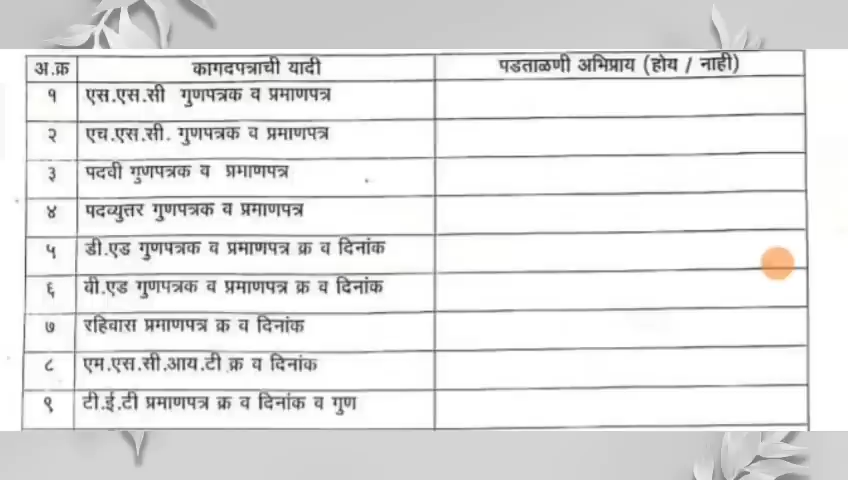 अ.क्र कागदपत्राची यादी पडताळणी अभिप्राय (होय / नाही)
१ एस.एस.सी गुणपत्रक व प्रमाणपत्र
२ एच.एस.सी. गुणपत्रक व प्रमाणपत्र
३ पदवी गुणपत्रक व प्रमाणपत्र
४ पदव्युत्तर गुणपत्रक व प्रमाणपत्र
५ डी.एड गुणपत्रक व प्रमाणपत्र क्र व दिनांक
६ बी.एड गुणपत्रक व प्रमाणपत्र क्र व दिनांक
७ रहिवास प्रमाणपत्र क्र व दिनांक
८ एम.एस.सी.आय.टी क्र व दिनांक
९ टी.ई.टी प्रमाणपत्र क्र व दिनांक व गुण